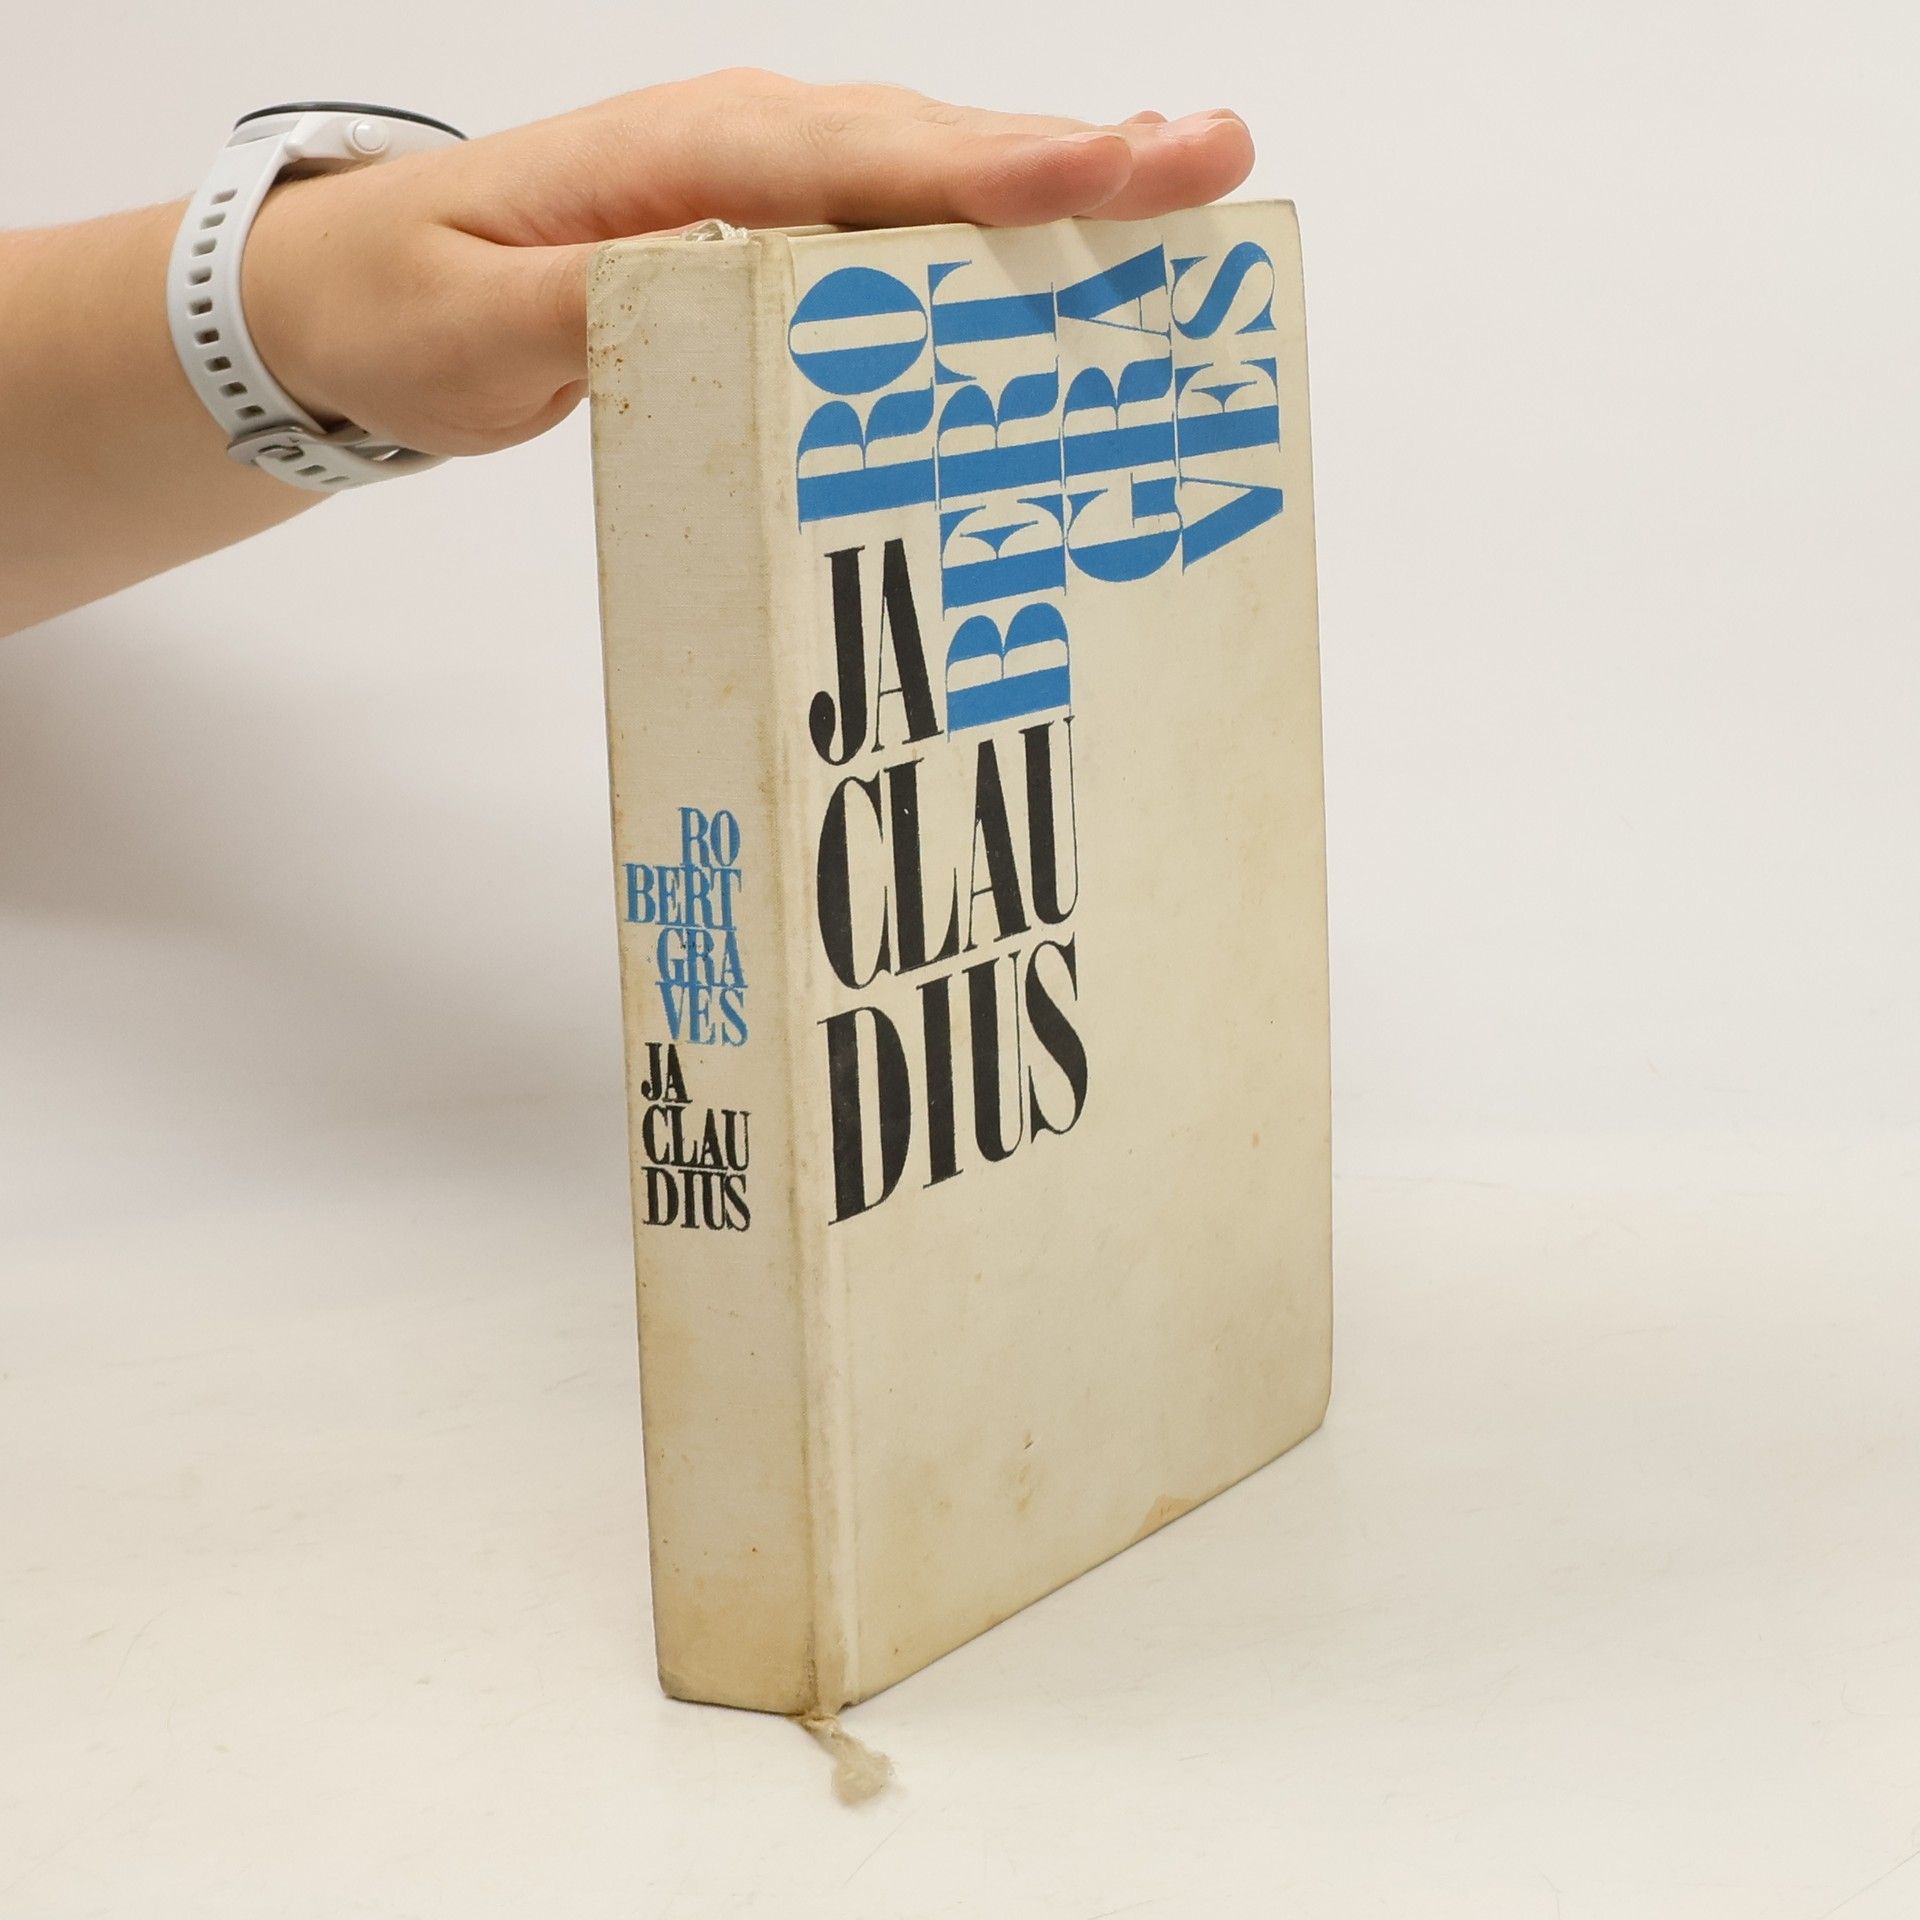 RO
BERT
GRA
VES
JA
CLAU
DIUS
RO
BERT
GRA
VES
JA
CLAU
DIUS